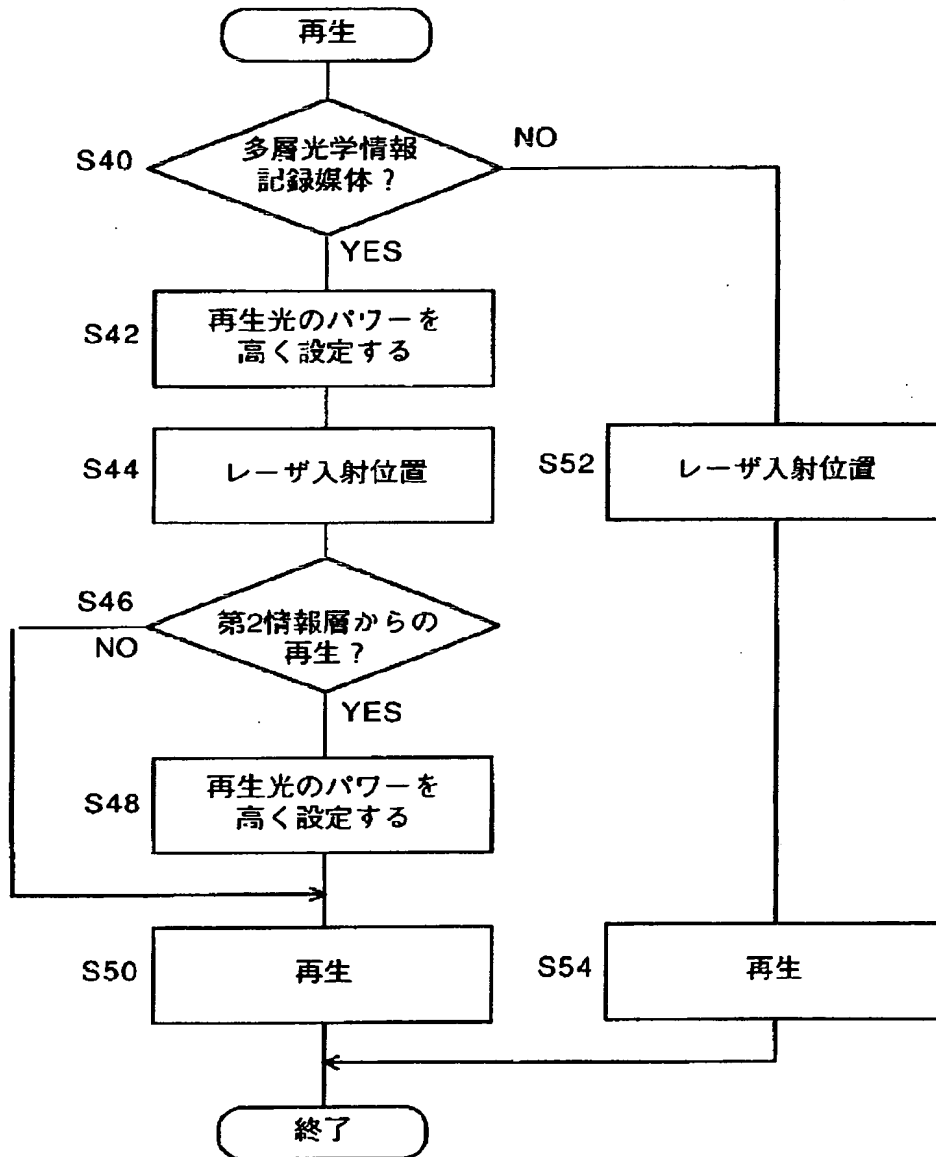 再生
S40
多層光学情報
記録媒体?
NO
YES
S42
再生光のパワーを
高く設定する
S44
レーザ入射位置
S52
レーザ入射位置
S46
NO
第2情報層からの
再生?
YES
S48
再生光のパワーを
高く設定する
S50
再生
S54
再生
終了